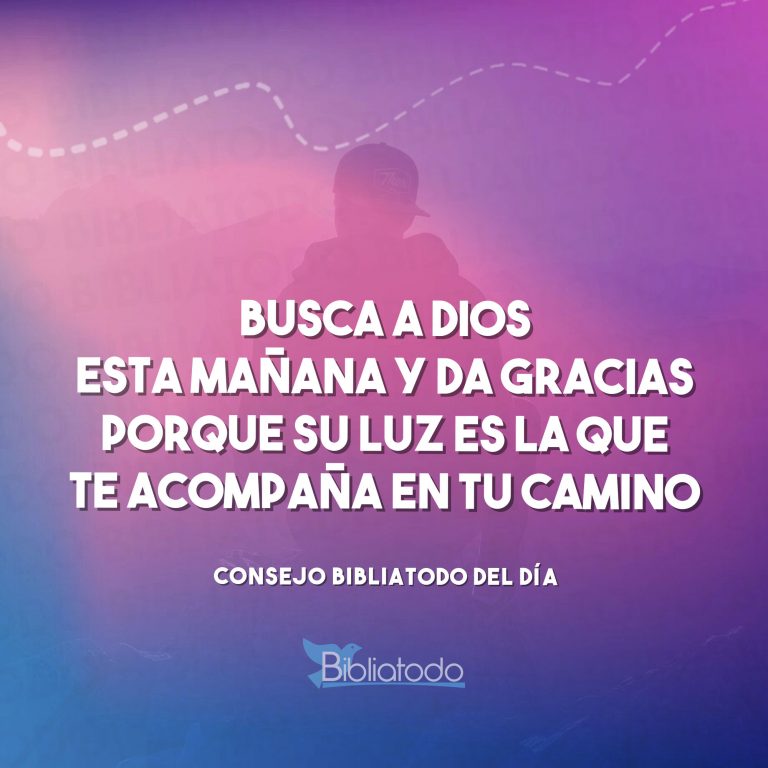 BUSCA A DIOS
ESTA MAÑANA Y DA GRACIAS
PORQUE SU LUZ ES LA QUE
TE ACOMPAÑA EN TU CAMINO
CONSEJO BIBLIATODO DEL DÍA
Bibliatodo